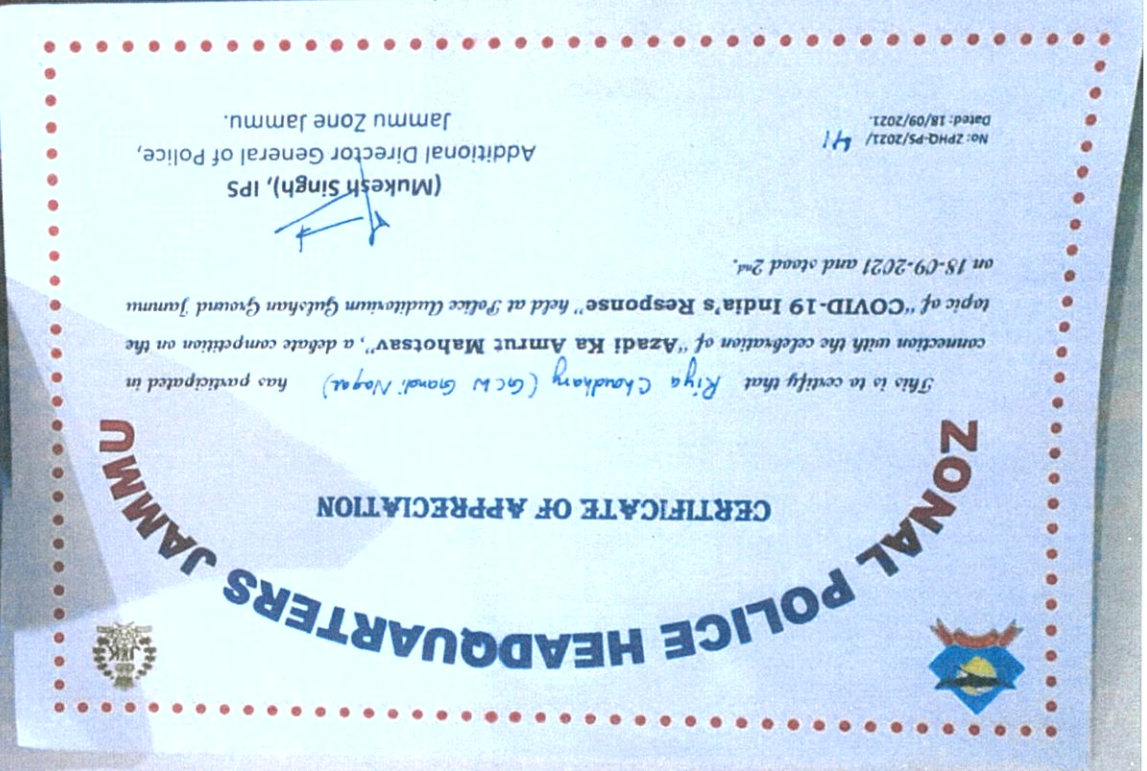 ZONAL POLICE HEADQUARTERS JAMMU
CERTIFICATE OF APPRECIATION
This is to certify that Riya Choudhary (GCW Gandi Nagar) has participated in
connection with the celebration of "Azadi Ka Amrut Mahotsav", a debate competition on the
topic of "COVID-19 India's Response" held at Police Auditorium Gulshan Ground Jammu
on 18-09-2021 and stood 2nd.
(Mukesh Singh), IPS
Additional Director General of Police,
Jammu Zone Jammu.
No: ZPHQ-PS/2021/ 41
Dated: 18/09/2021.